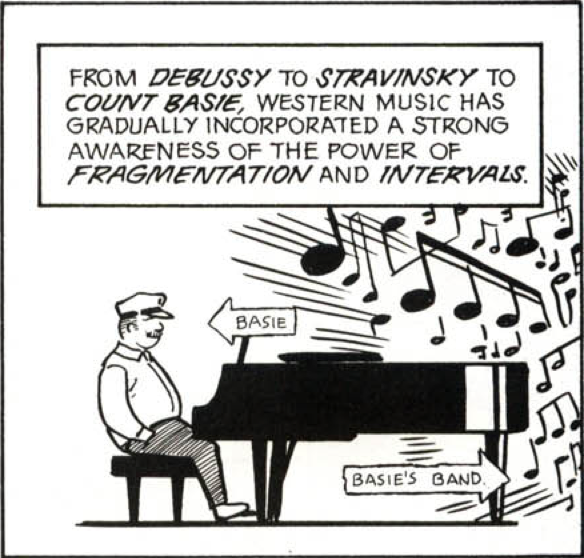 FROM DEBUSSY TO STRAVINSKY TO
COUNT BASIE, WESTERN MUSIC HAS
GRADUALLY INCORPORATED A STRONG
AWARENESS OF THE POWER OF
FRAGMENTATION AND INTERVALS.
BASIE
BASIE'S BAND.